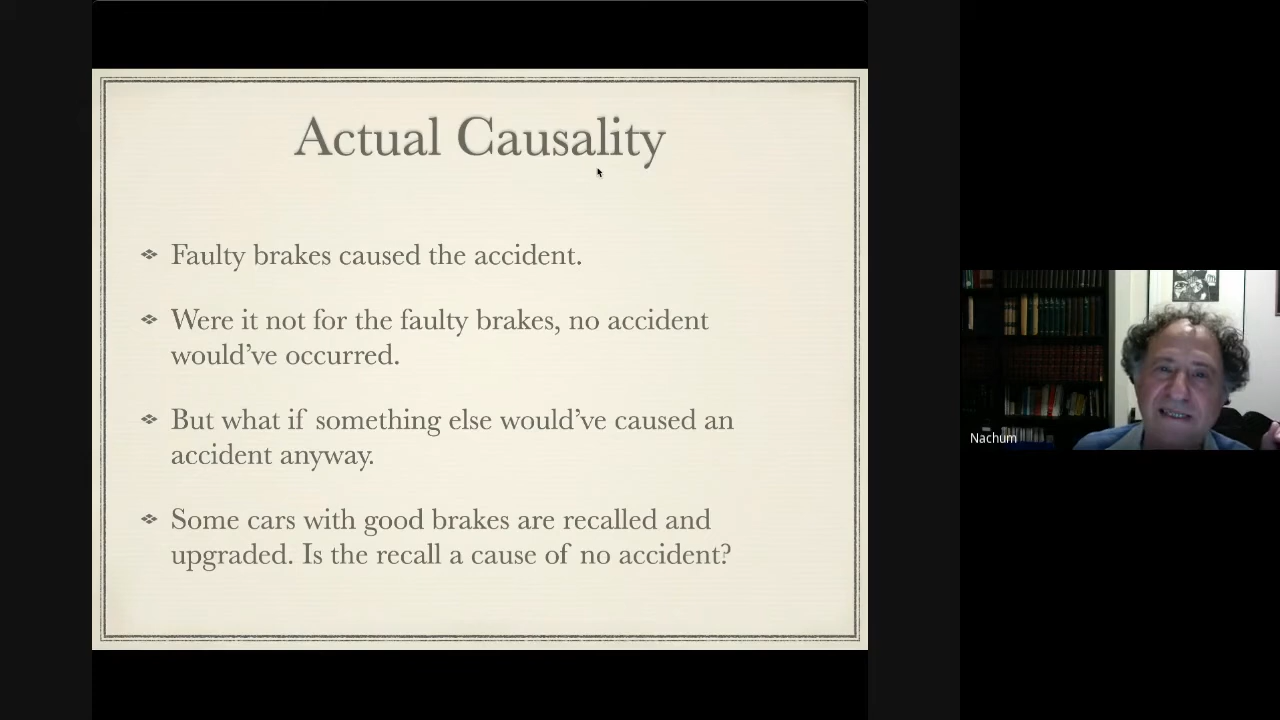 Actual Causality
Faulty brakes caused the accident.
Were it not for the faulty brakes, no accident
would’ve occurred.
But what if something else would’ve caused an
accident anyway.
Some cars with good brakes are recalled and
upgraded. Is the recall a cause of no accident?
Nachum